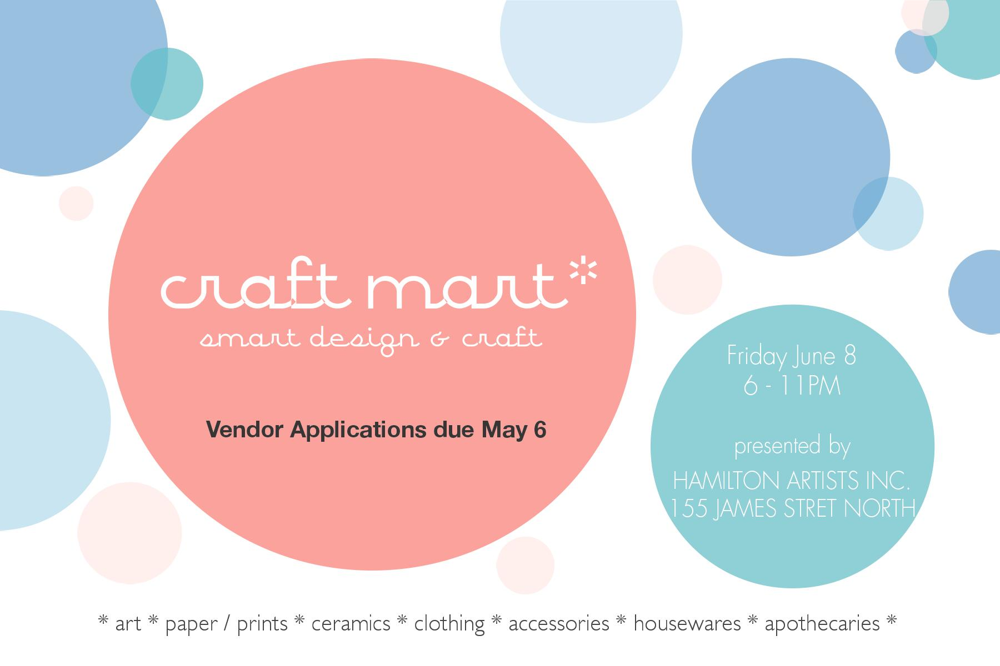 craft mart*
smart design & craft
Vendor Applications due May 6
Friday June 8
6 - 11PM
presented by
HAMILTON ARTISTS INC.
155 JAMES STRET NORTH
* art * paper / prints * ceramics * clothing * accessories * housewares * apothecaries *